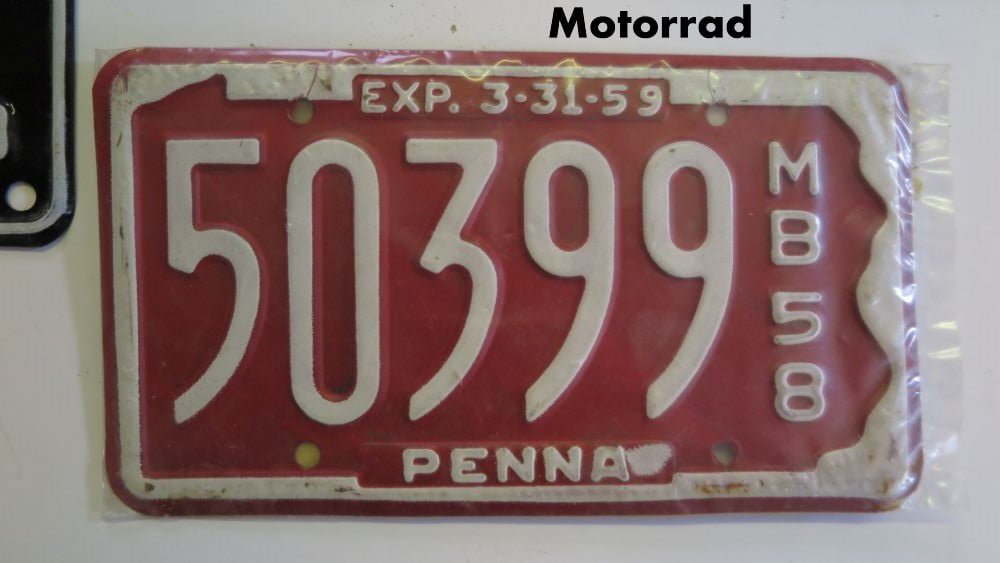 Motorrad
EXP. 3-31-59
50399
MB
58
PENNA